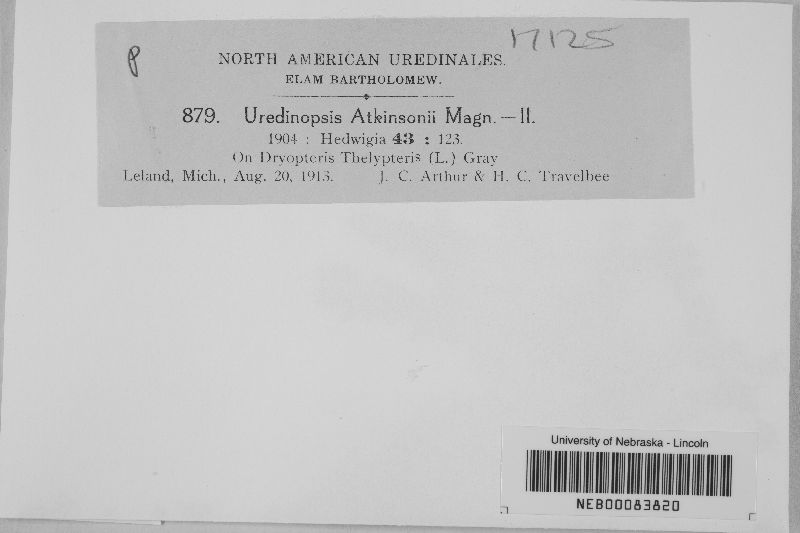 17125
P
NORTH AMERICAN UREDINALES.
ELAM BARTHOLOMEW.
879. Uredinopsis Atkinsonii Magn. — II.
1904 : Hedwigia 43 : 123.
On Dryopteris Thelypteris (L.) Gray
Leland, Mich., Aug. 20, 1913. J. C. Arthur & H. C. Travelbee
University of Nebraska - Lincoln
NEB00083820